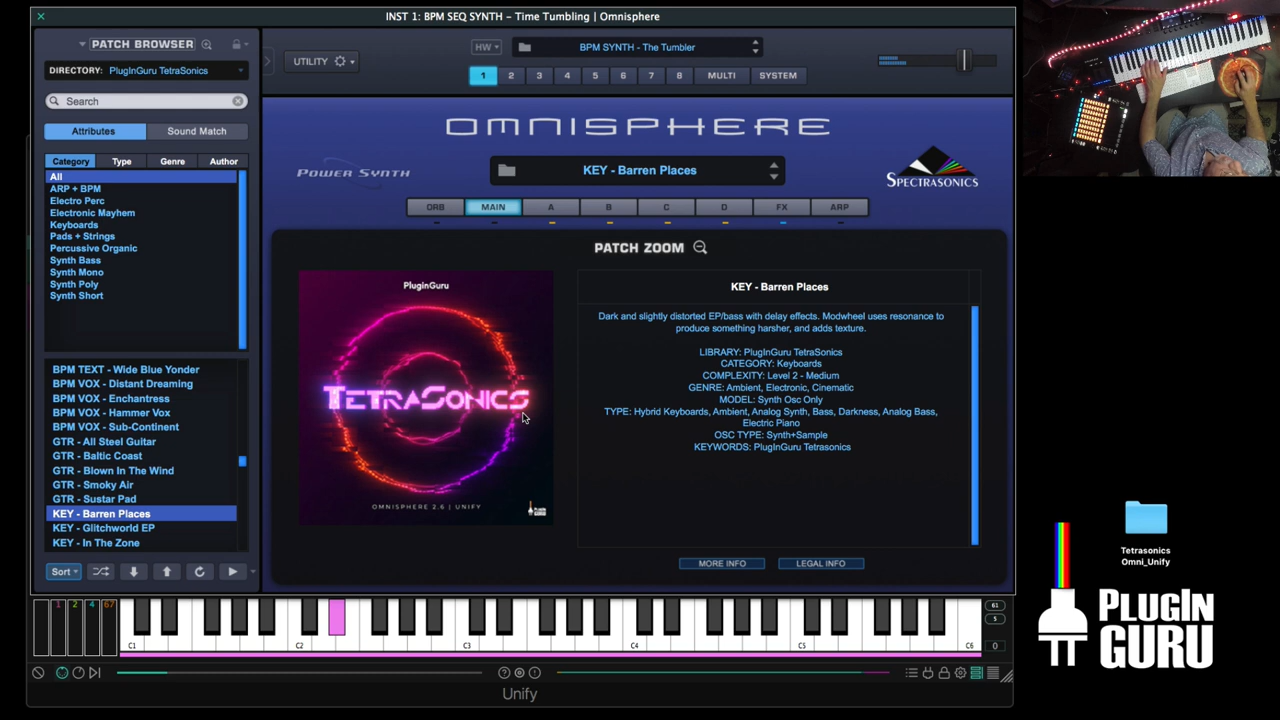 INST 1: BPM SEQ SYNTH – Time Tumbling | Omnisphere
PATCH BROWSER
DIRECTORY: PlugInGuru TetraSonics
Search
Attributes
Sound Match
Category
Type
Genre
Author
All
ARP + BPM
Electro Perc
Electronic Mayhem
Keyboards
Pads + Strings
Percussive Organic
Synth Bass
Synth Mono
Synth Poly
Synth Short
BPM TEXT - Wide Blue Yonder
BPM VOX - Distant Dreaming
BPM VOX - Enchantress
BPM VOX - Hammer Vox
BPM VOX - Sub-Continent
GTR - All Steel Guitar
GTR - Baltic Coast
GTR - Blown In The Wind
GTR - Smoky Air
GTR - Sustar Pad
KEY - Barren Places
KEY - Glitchworld EP
KEY - In The Zone
Sort
UTILITY
HW
BPM SYNTH - The Tumbler
1 2 3 4 5 6 7 8 MULTI SYSTEM
OMNISPHERE
POWER SYNTH
KEY - Barren Places
SPECTRASONICS
ORB MAIN A B C D FX ARP
PATCH ZOOM
PluginGuru
TETRASONICS
OMNISPHERE 2.6 | UNIFY
KEY - Barren Places
Dark and slightly distorted EP/bass with delay effects. Modwheel uses resonance to
produce something harsher, and adds texture.
LIBRARY: PlugInGuru TetraSonics
CATEGORY: Keyboards
COMPLEXITY: Level 2 - Medium
GENRE: Ambient, Electronic, Cinematic
MODEL: Synth Osc Only
TYPE: Hybrid Keyboards, Ambient, Analog Synth, Bass, Darkness, Analog Bass,
Electric Piano
OSC TYPE: Synth+Sample
KEYWORDS: PlugInGuru Tetrasonics
MORE INFO
LEGAL INFO
1 2 4 67
C1 C2 C3 C4 C5 C6
61
5
0
Unify
Tetrasonics
Omni_Unify
PLUGIN
GURU